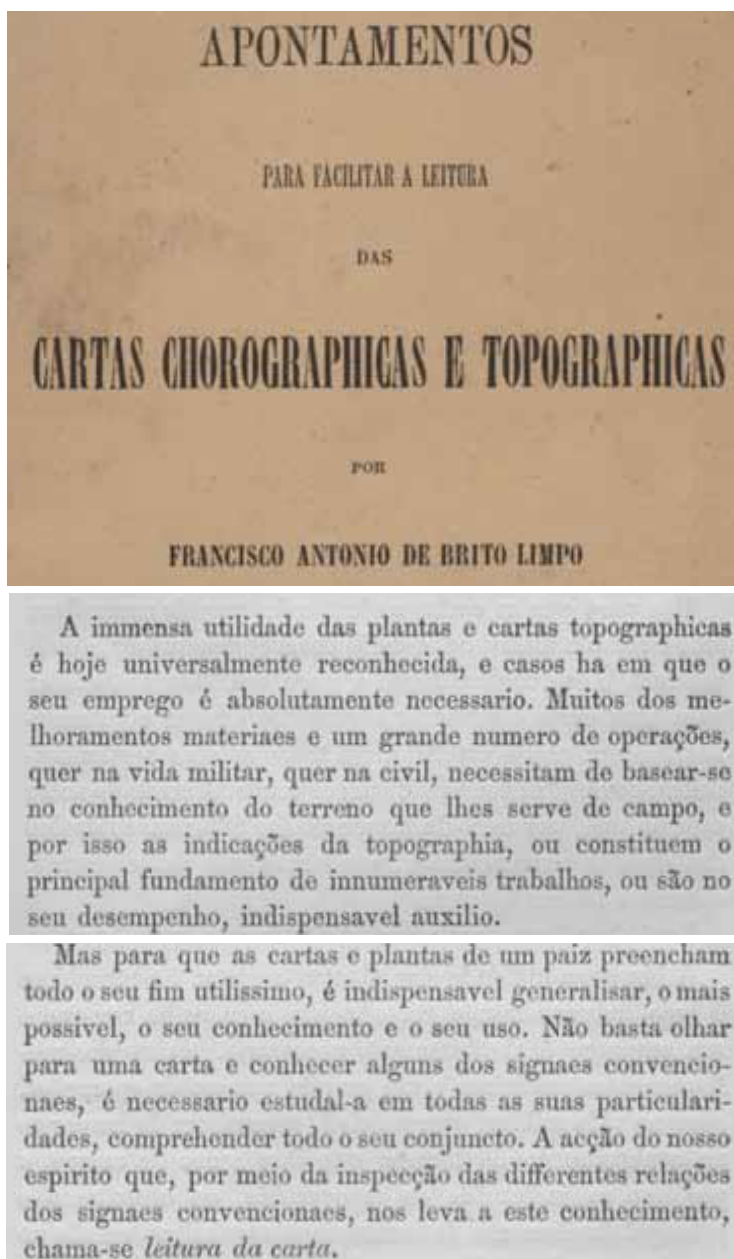 APONTAMENTOS
PARA FACILITAR A LEITURA
DAS
CARTAS CHOROGRAPHICAS E TOPOGRAPHICAS
POR
FRANCISCO ANTONIO DE BRITO LIMPO
A immensa utilidade das plantas e cartas topographicas
é hoje universalmente reconhecida, e casos ha em que o
seu emprego é absolutamente necessario. Muitos dos me-
lhoramentos materiaes e um grande numero de operações,
quer na vida militar, quer na civil, necessitam de basear-se
no conhecimento do terreno que lhes serve de campo, e
por isso as indicações da topographia, ou constituem o
principal fundamento de innumeraveis trabalhos, ou são no
seu desempenho, indispensavel auxilio.
Mas para que as cartas e plantas de um paiz preencham
todo o seu fim utilissimo, é indispensavel generalisar, o mais
possivel, o seu conhecimento e o seu uso. Não basta olhar
para uma carta e conhecer alguns dos signaes convencio-
naes, é necessario estudal-a em todas as suas particulari-
dades, comprehender todo o seu conjuncto. A acção do nosso
espirito que, por meio da inspecção das differentes relações
dos signaes convencionaes, nos leva a este conhecimento,
chama-se leitura da carta.